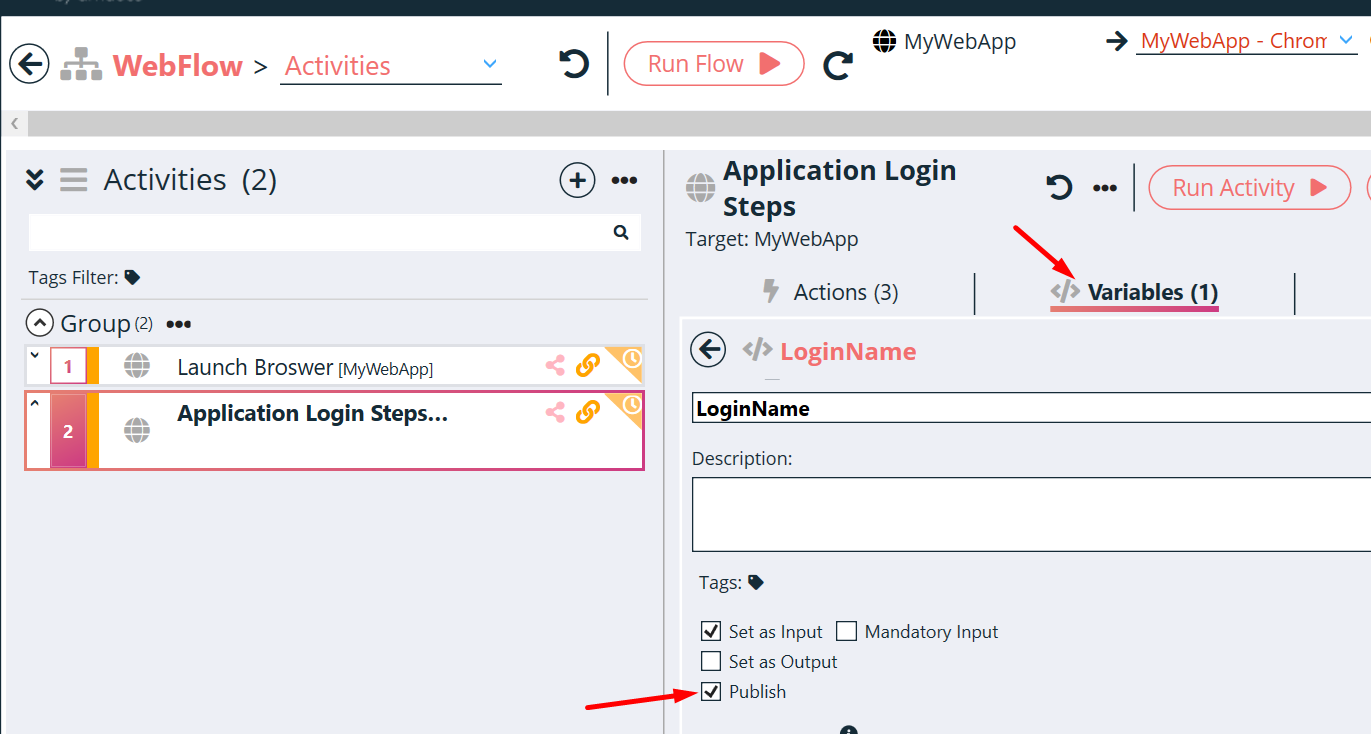 WebFlow > Activities
Run Flow
MyWebApp
MyWebApp - Chrom
Activities (2)
Tags Filter:
Group (2)
1 Launch Broswer [MyWebApp]
2 Application Login Steps...
Application Login
Steps
Run Activity
Target: MyWebApp
Actions (3)
</> Variables (1)
</> LoginName
LoginName
Description:
Tags:
Set as Input Mandatory Input
Set as Output
Publish